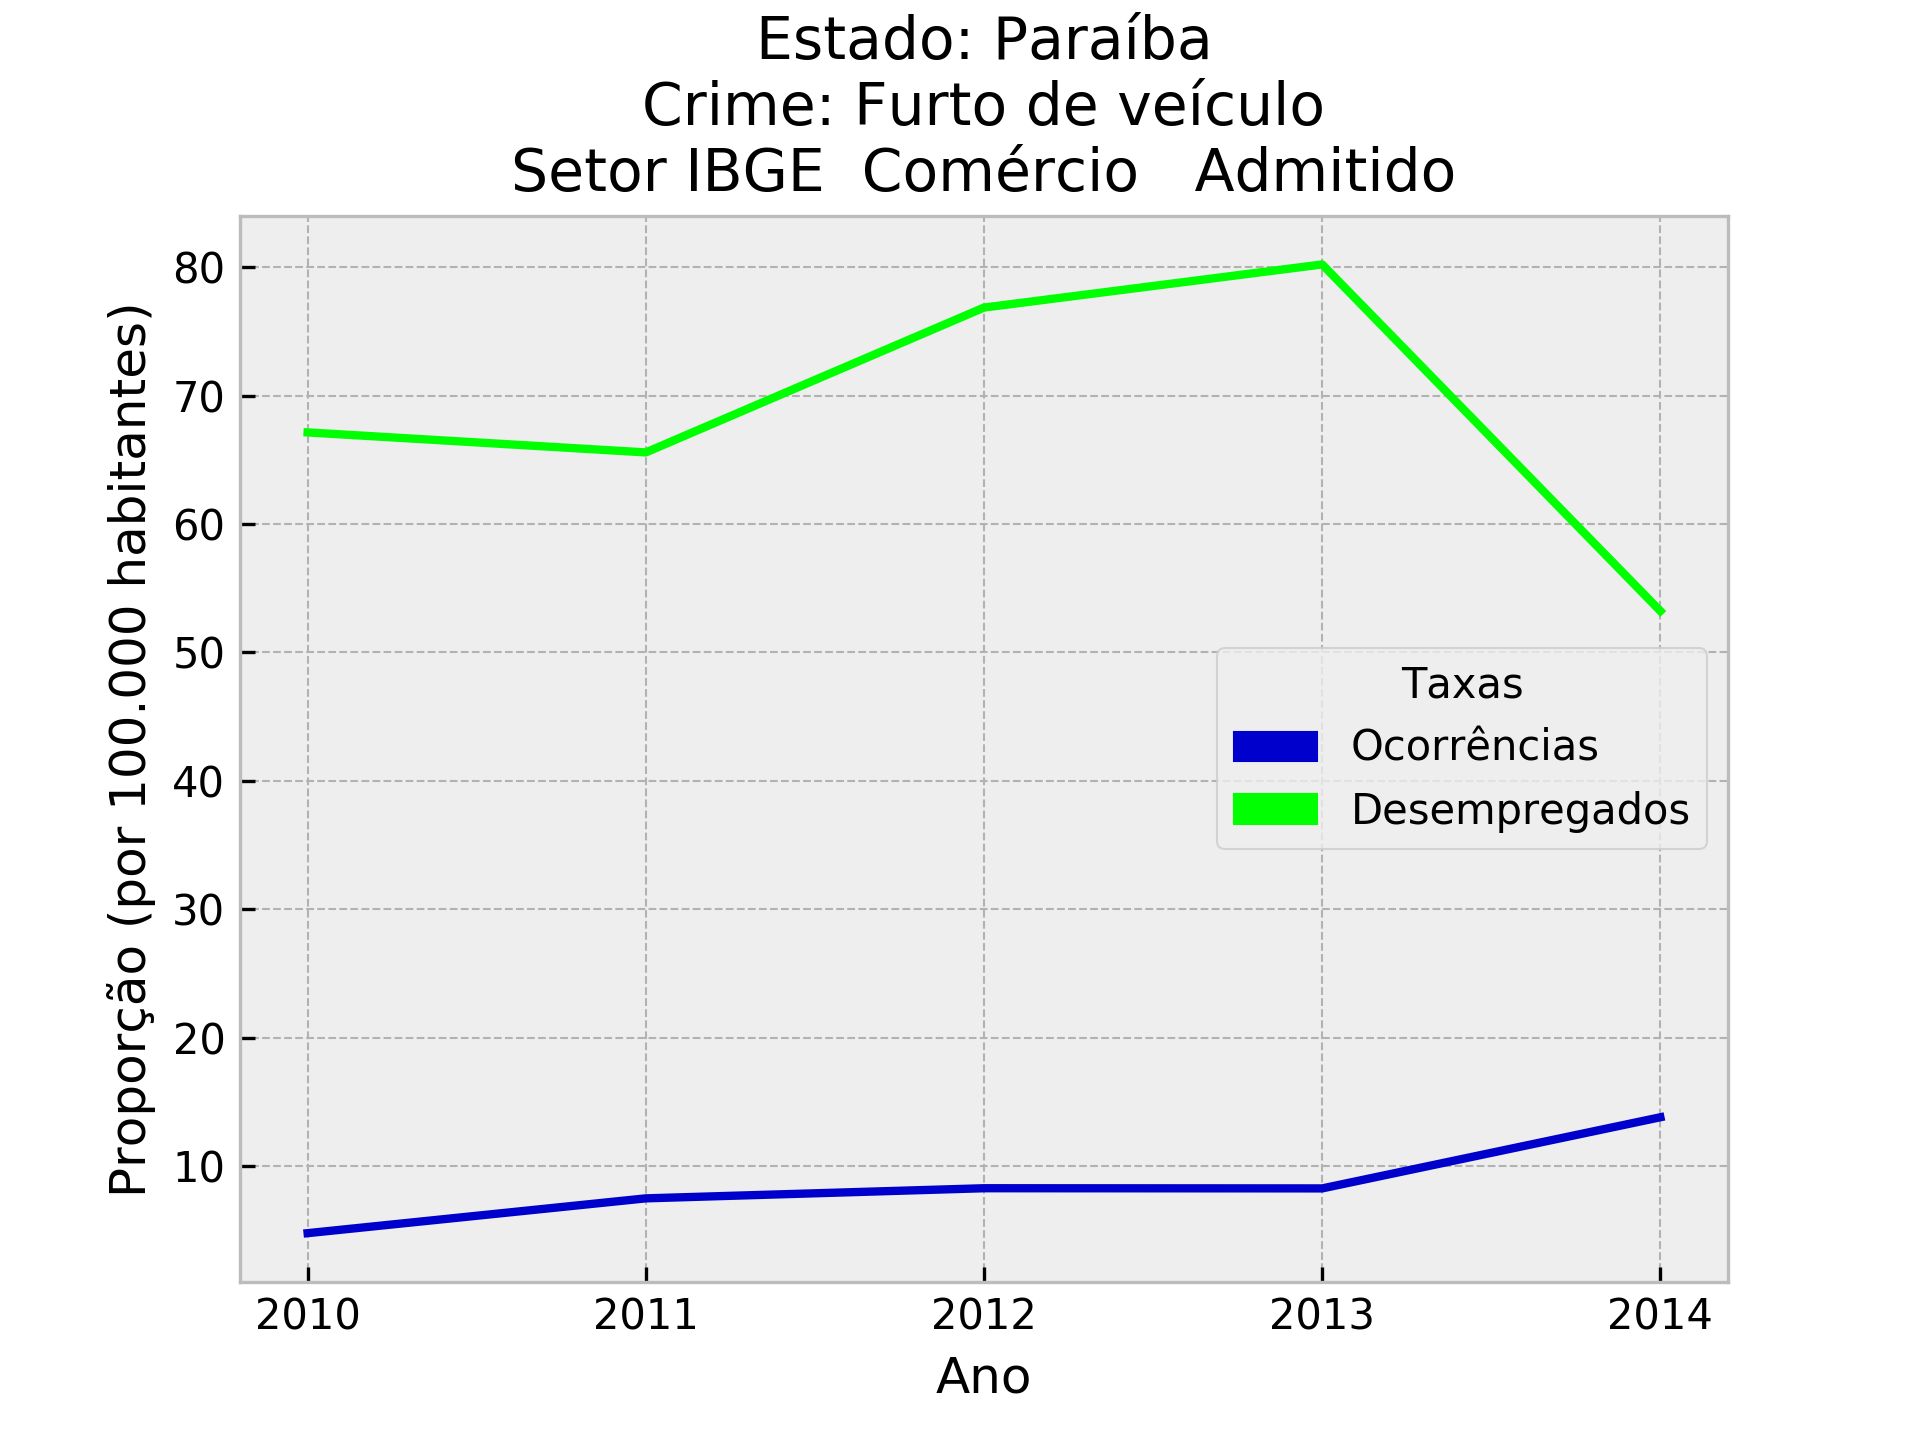 Estado: Paraíba
Crime: Furto de veículo
Setor IBGE  Comércio   Admitido
Proporção (por 100.000 habitantes)
80
70
60
50
40
30
20
10
Taxas
Ocorrências
Desempregados
2010 2011 2012 2013 2014
Ano